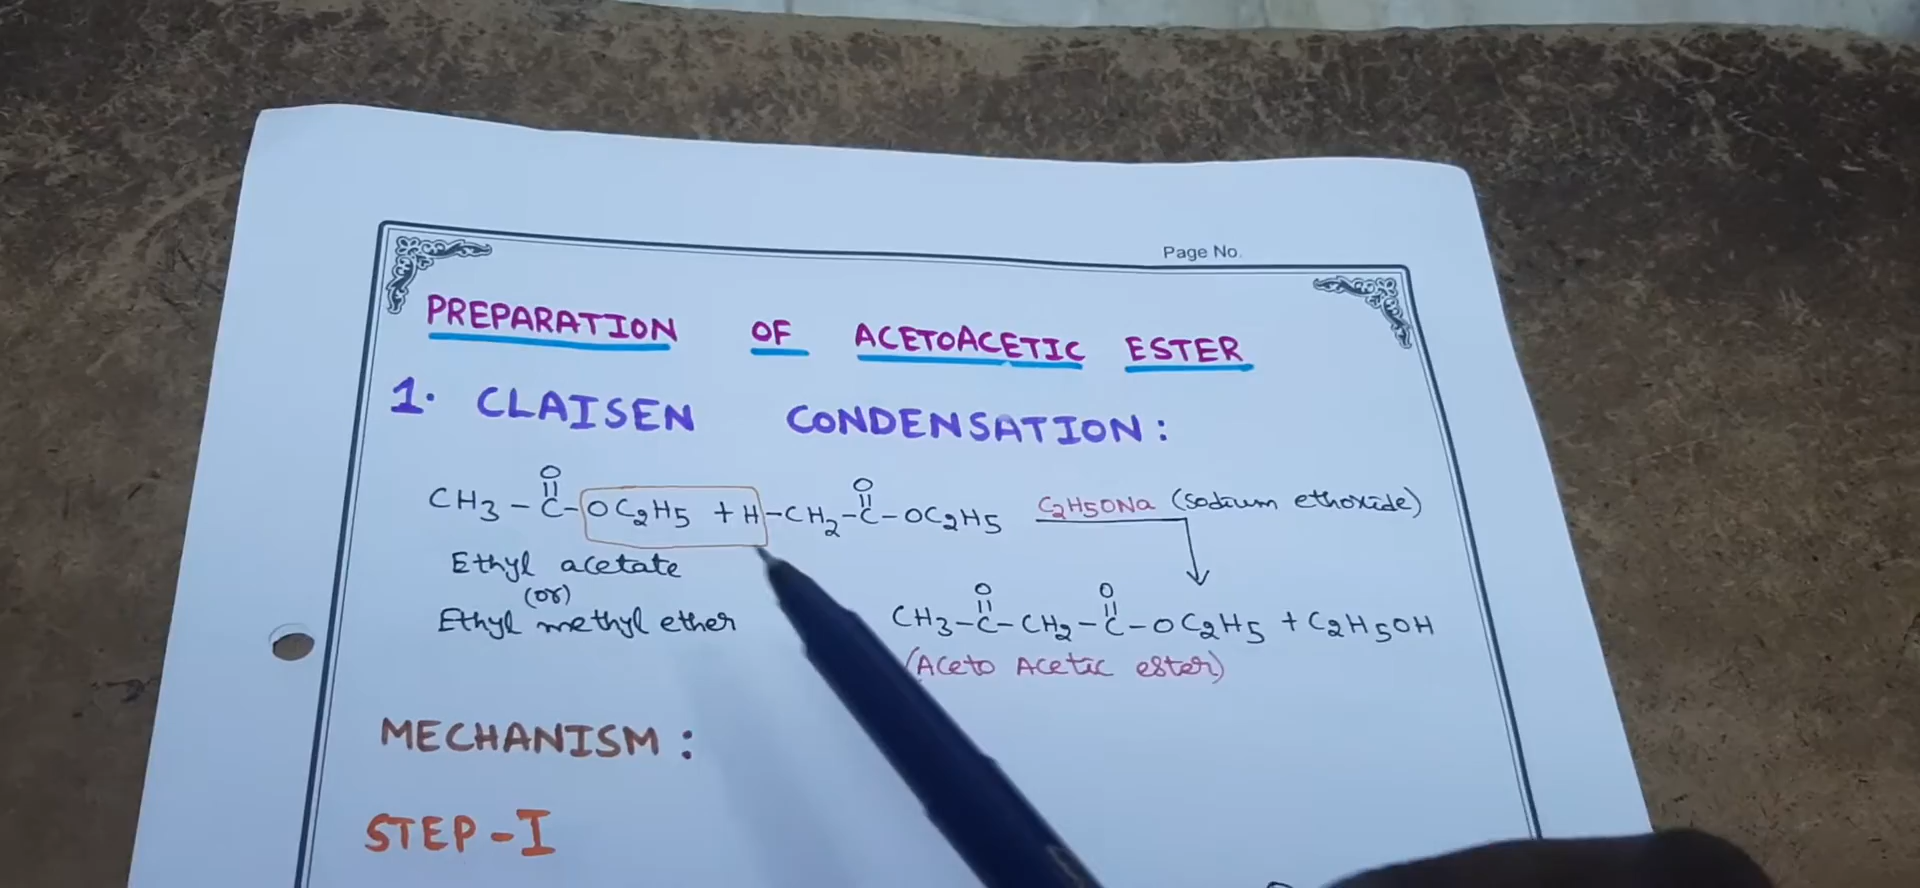 Page No.
PREPARATION OF ACETOACETIC ESTER
1. CLAISEN CONDENSATION:
O O
CH3 - C - OC2H5 + H - CH2 - C - OC2H5 C2H5ONa (Sodium ethoxide)
Ethyl acetate
(or)
Ethyl methyl ether
O O
CH3 - C - CH2 - C - OC2H5 + C2H5OH
(Aceto Acetic ester)
MECHANISM:
STEP-I